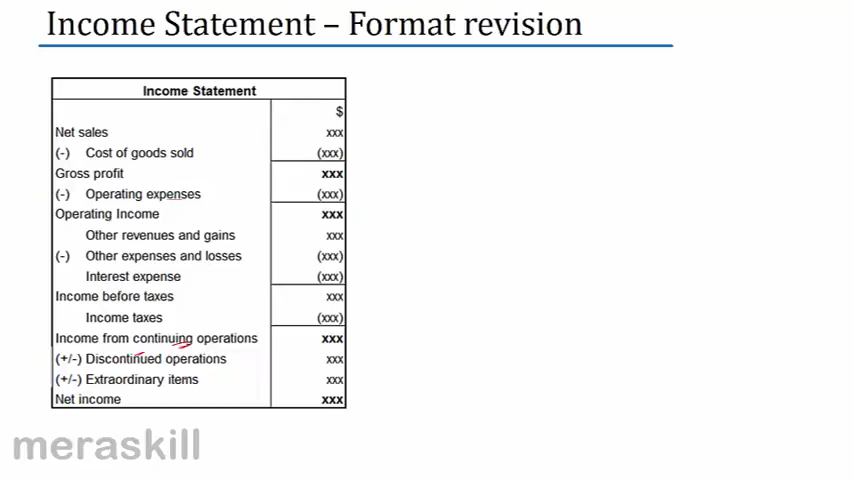 Income Statement – Format revision
Income Statement
$
Net sales xxx
(-) Cost of goods sold (xxx)
Gross profit xxx
(-) Operating expenses (xxx)
Operating Income xxx
Other revenues and gains xxx
(-) Other expenses and losses (xxx)
Interest expense (xxx)
Income before taxes xxx
Income taxes (xxx)
Income from continuing operations xxx
(+/-) Discontinued operations xxx
(+/-) Extraordinary items xxx
Net income xxx
meraskill